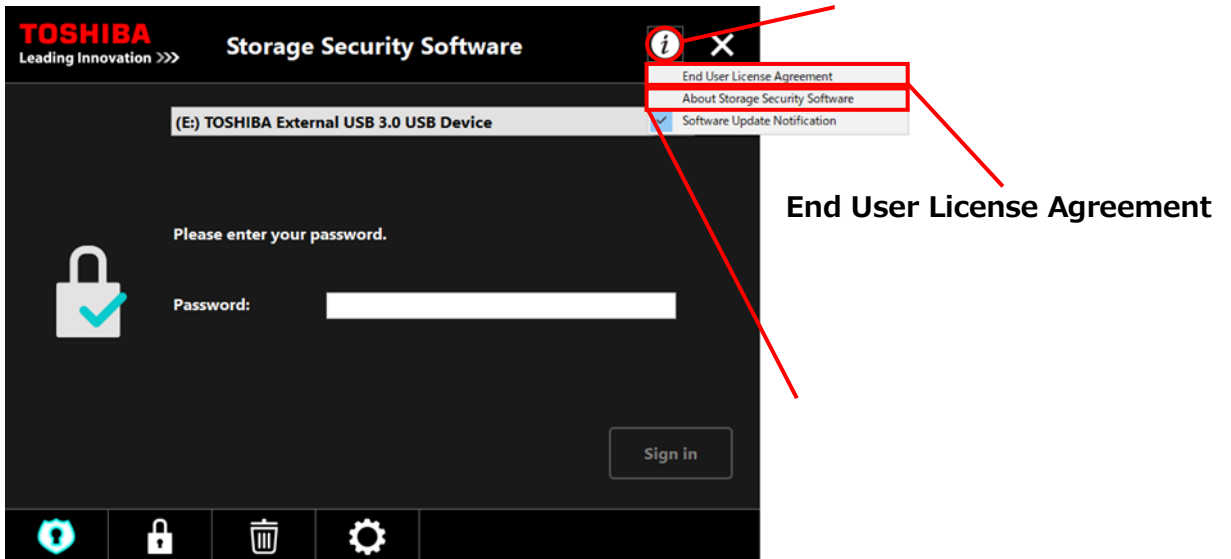 TOSHIBA
Leading Innovation >>>
Storage Security Software
i
End User License Agreement
About Storage Security Software
Software Update Notification
(E:) TOSHIBA External USB 3.0 USB Device
End User License Agreement
Please enter your password.
Password:
Sign in